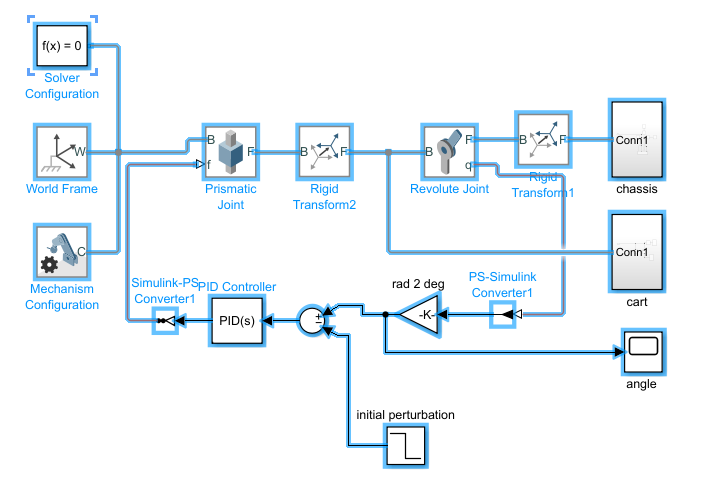 f(x) = 0
Solver
Configuration
W
World Frame
C
Mechanism
Configuration
B
f
F
Prismatic
Joint
B
F
Rigid
Transform2
B
F
q
Revolute Joint
B
F
Rigid
Transform1
Conn1
chassis
Conn1
cart
Simulink-PS
Converter1
PID Controller
PID(s)
+
±
rad 2 deg
-K-
PS-Simulink
Converter1
angle
initial perturbation